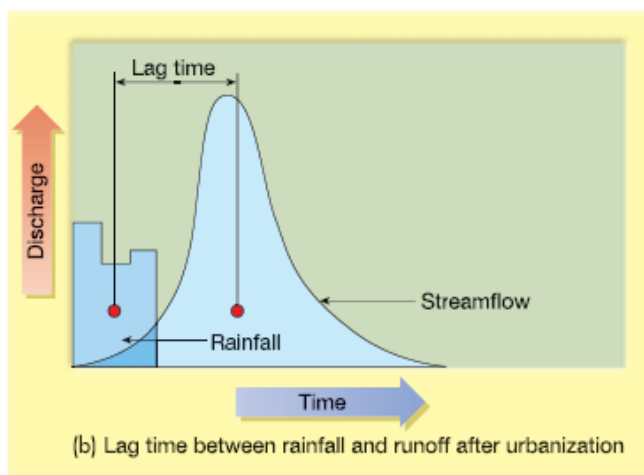 Lag time
Discharge
Streamflow
Rainfall
Time
(b) Lag time between rainfall and runoff after urbanization